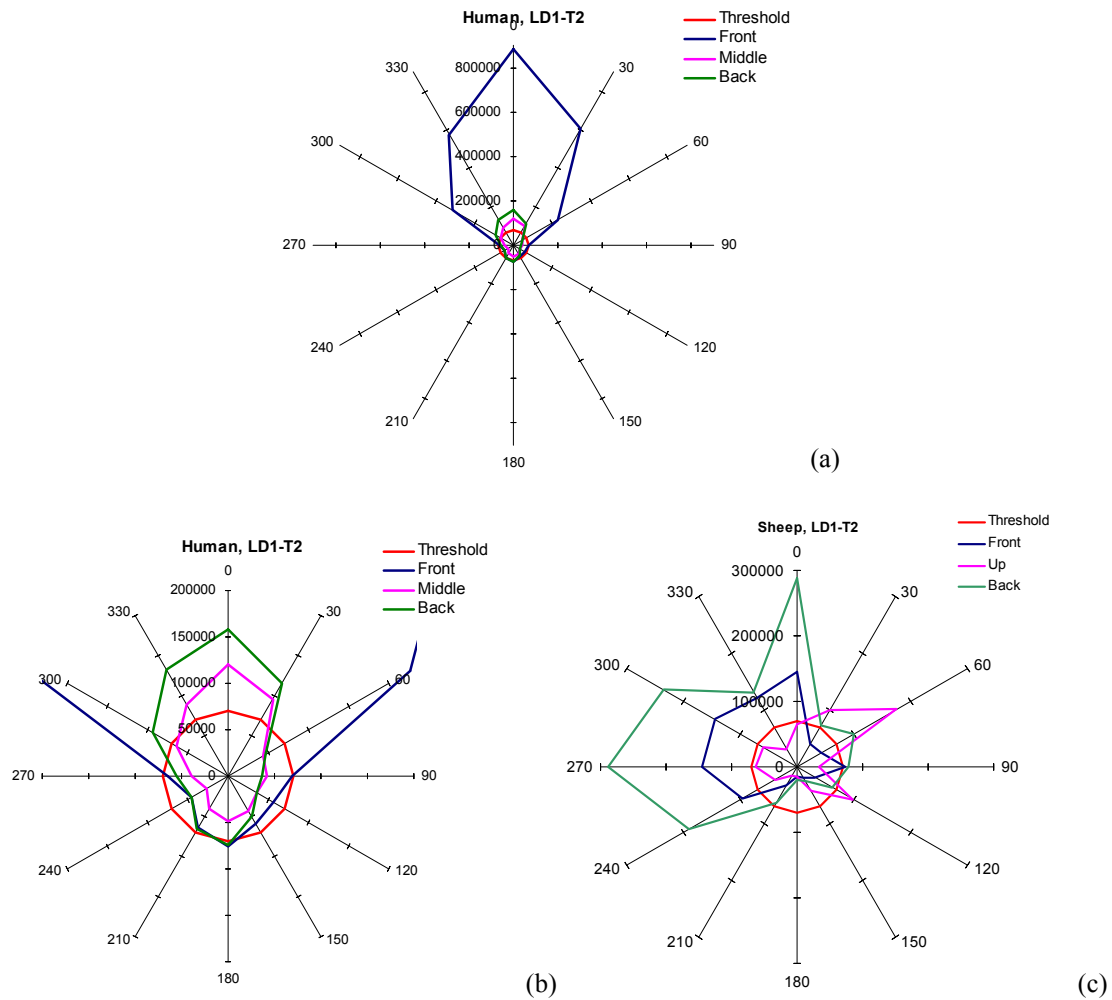 Human, LD1-T2
Threshold
Front
Middle
Back
0
330
30
800000
600000
300
60
400000
200000
270
0
90
240
120
210
150
180
(a)
Human, LD1-T2
Threshold
Front
Middle
Back
0
200000
330
30
150000
300
100000
60
50000
270
0
90
240
120
210
150
180
(b)
Sheep, LD1-T2
Threshold
Front
Up
Back
0
300000
330
30
200000
300
60
100000
270
0
90
240
120
210
150
180
(c)